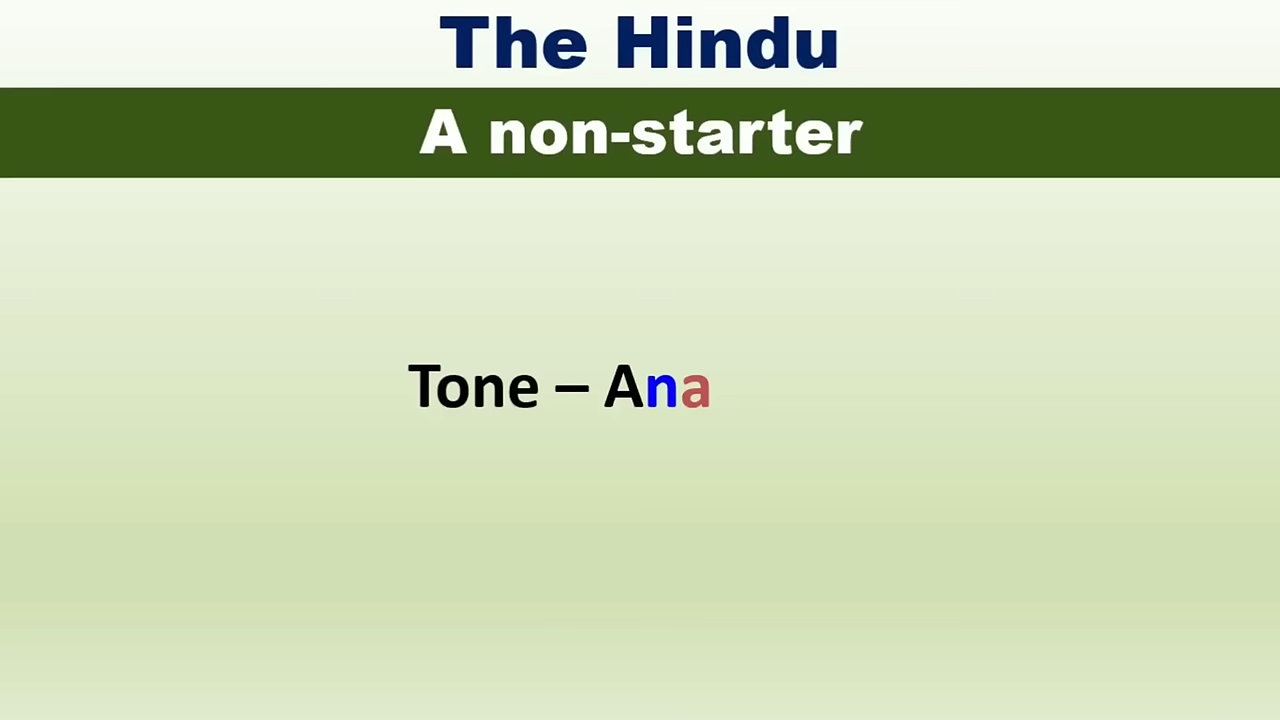 The Hindu
A non-starter
Tone – Ana